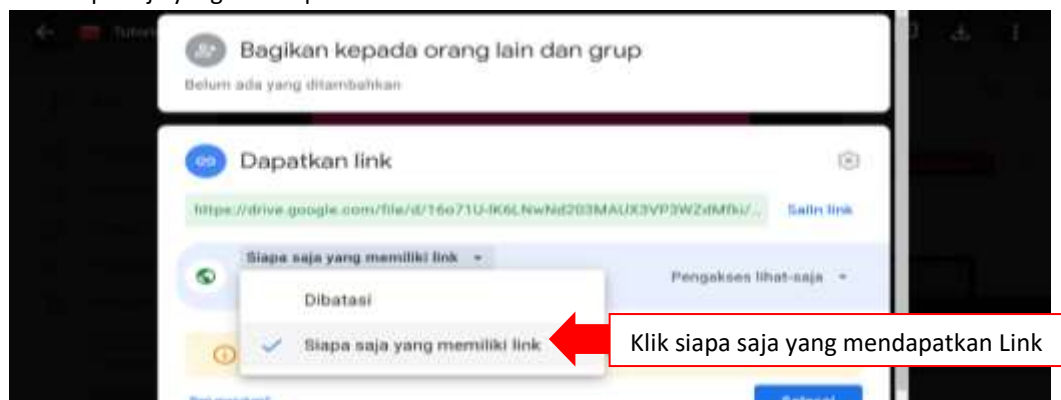 Bagikan kepada orang lain dan grup
Belum ada yang ditambahkan
Dapatkan link
Salin link
Siapa saja yang memiliki link
Pengakses lihat-saja
Dibatasi
Siapa saja yang memiliki link
Klik siapa saja yang mendapatkan Link